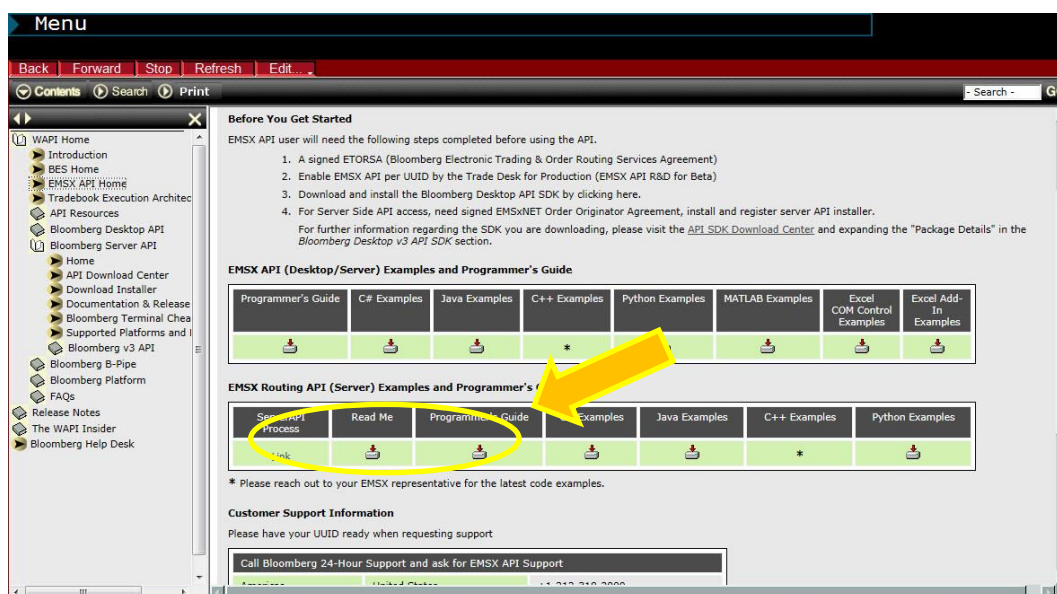 Menu
Back Forward Stop Refresh Edit...
Contents Search Print - Search -
WAPI Home
Introduction
BES Home
EMSX API Home
Tradebook Execution Architec
API Resources
Bloomberg Desktop API
Bloomberg Server API
Home
API Download Center
Download Installer
Documentation & Release
Bloomberg Terminal Chea
Supported Platforms and
Bloomberg v3 API
Bloomberg B-Pipe
Bloomberg Platform
FAQs
Release Notes
The WAPI Insider
Bloomberg Help Desk
Before You Get Started
EMSX API user will need the following steps completed before using the API.
1. A signed ETORSA (Bloomberg Electronic Trading & Order Routing Services Agreement)
2. Enable EMSX API per UUID by the Trade Desk for Production (EMSX API R&D for Beta)
3. Download and install the Bloomberg Desktop API SDK by clicking here.
4. For Server Side API access, need signed EMSxNET Order Originator Agreement, install and register server API installer.
For further information regarding the SDK you are downloading, please visit the API SDK Download Center and expanding the "Package Details" in the
Bloomberg Desktop v3 API SDK section.
EMSX API (Desktop/Server) Examples and Programmer's Guide
Programmer's Guide C# Examples Java Examples C++ Examples Python Examples MATLAB Examples Excel COM Control Examples Excel Add-In Examples
*
EMSX Routing API (Server) Examples and Programmer's
Server API Process Read Me Programmer's Guide Examples Java Examples C++ Examples Python Examples
Link *
* Please reach out to your EMSX representative for the latest code examples.
Customer Support Information
Please have your UUID ready when requesting support
Call Bloomberg 24-Hour Support and ask for EMSX API Support
Americas United States +1 212 318 2000